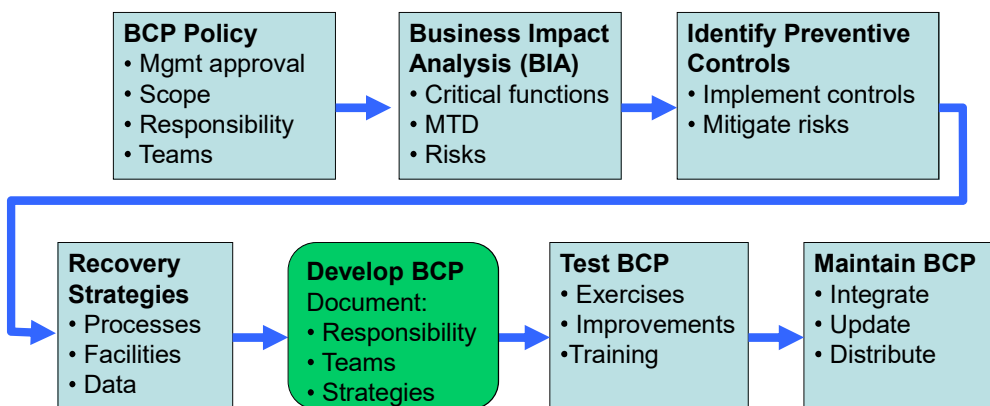 BCP Policy
• Mgmt approval
• Scope
• Responsibility
• Teams
Business Impact
Analysis (BIA)
• Critical functions
• MTD
• Risks
Identify Preventive
Controls
• Implement controls
• Mitigate risks
Recovery
Strategies
• Processes
• Facilities
• Data
Develop BCP
Document:
• Responsibility
• Teams
• Strategies
Test BCP
• Exercises
• Improvements
•Training
Maintain BCP
• Integrate
• Update
• Distribute